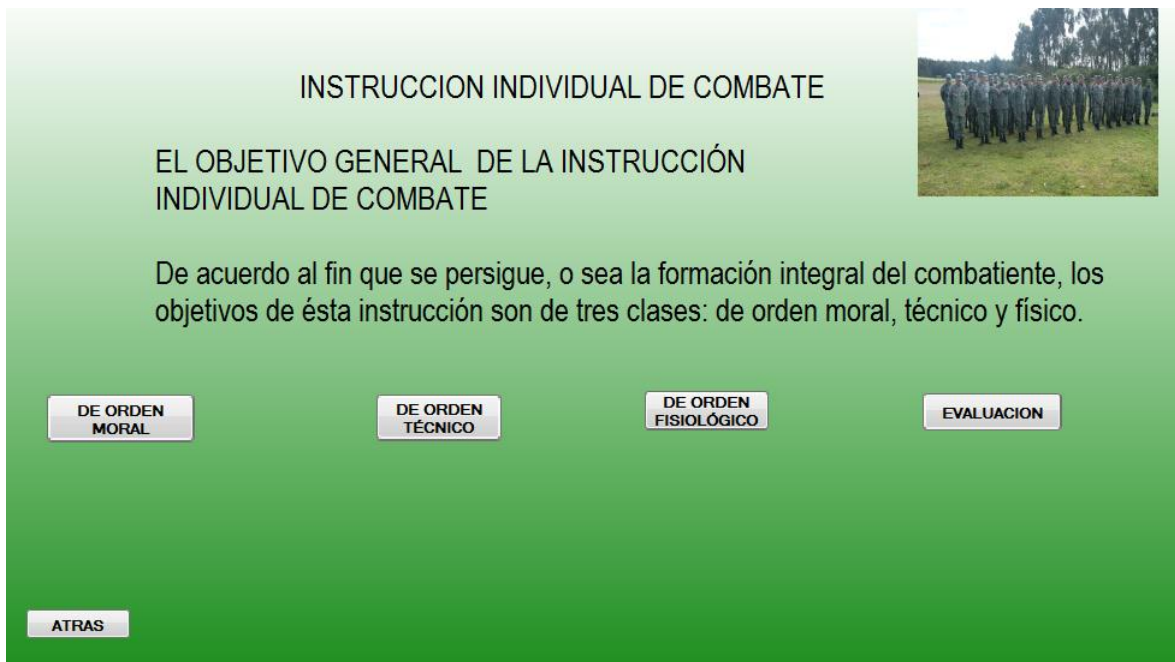 INSTRUCCION INDIVIDUAL DE COMBATE
EL OBJETIVO GENERAL  DE LA INSTRUCCIÓN
INDIVIDUAL DE COMBATE
De acuerdo al fin que se persigue, o sea la formación integral del combatiente, los
objetivos de ésta instrucción son de tres clases: de orden moral, técnico y físico.
DE ORDEN
MORAL
DE ORDEN
TÉCNICO
DE ORDEN
FISIOLÓGICO
EVALUACION
ATRAS